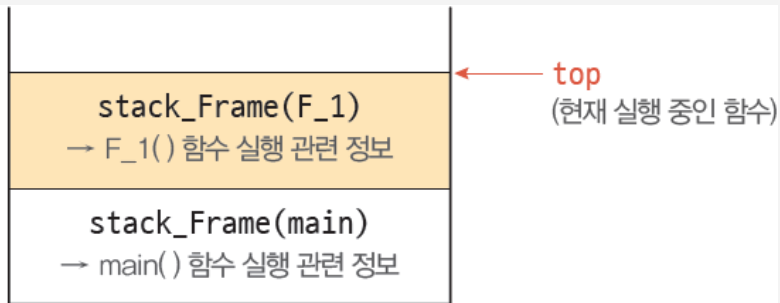 stack_Frame(F_1)
→ F_1( ) 함수 실행 관련 정보
stack_Frame(main)
→ main( ) 함수 실행 관련 정보
top
(현재 실행 중인 함수)